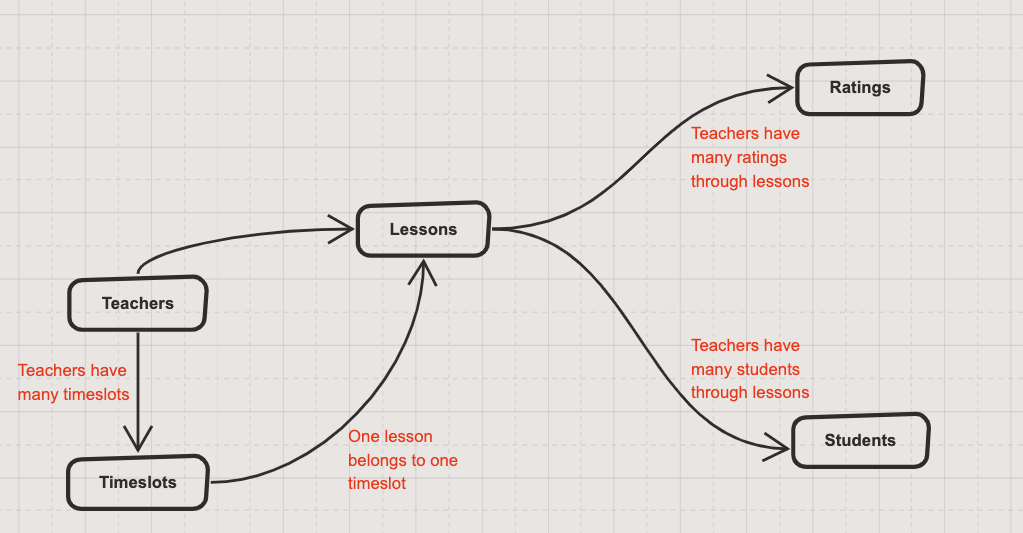 Ratings
Teachers have
many ratings
through lessons
Lessons
Teachers
Teachers have
many timeslots
Teachers have
many students
through lessons
One lesson
belongs to one
timeslot
Students
Timeslots